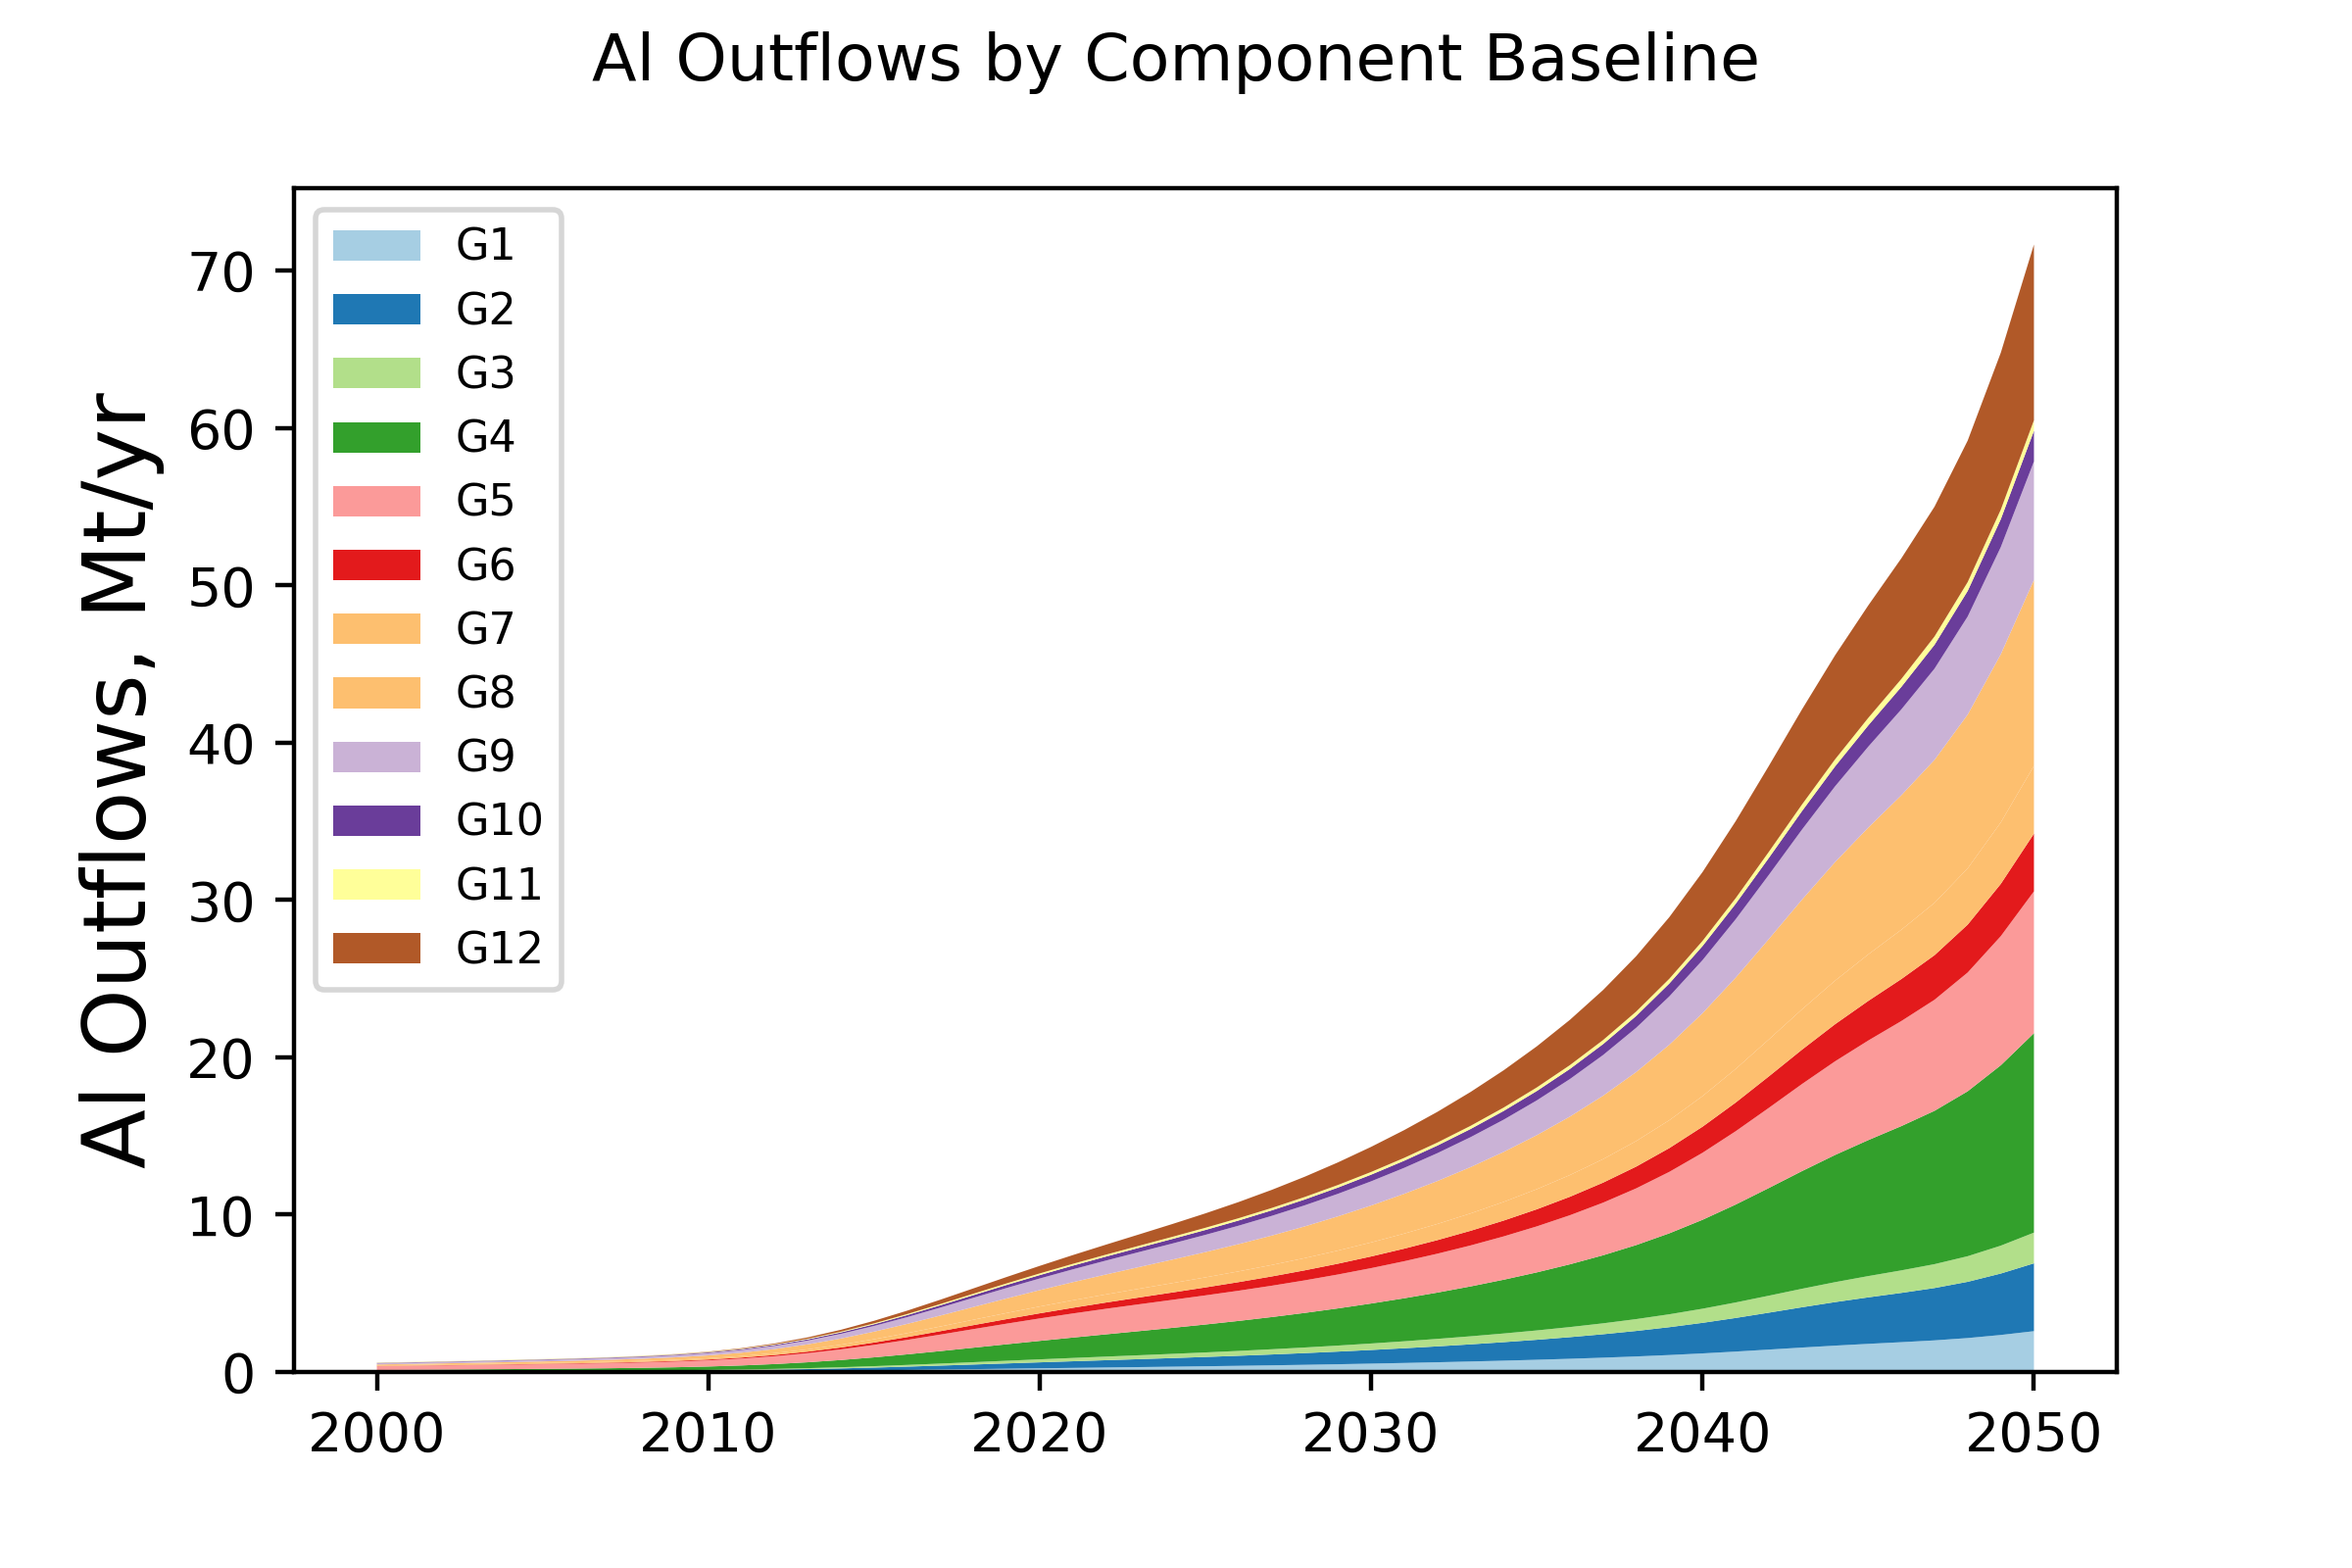 Al Outflows by Component Baseline
Al Outflows, Mt/yr
70
60
50
40
30
20
10
0
G1
G2
G3
G4
G5
G6
G7
G8
G9
G10
G11
G12
2000 2010 2020 2030 2040 2050